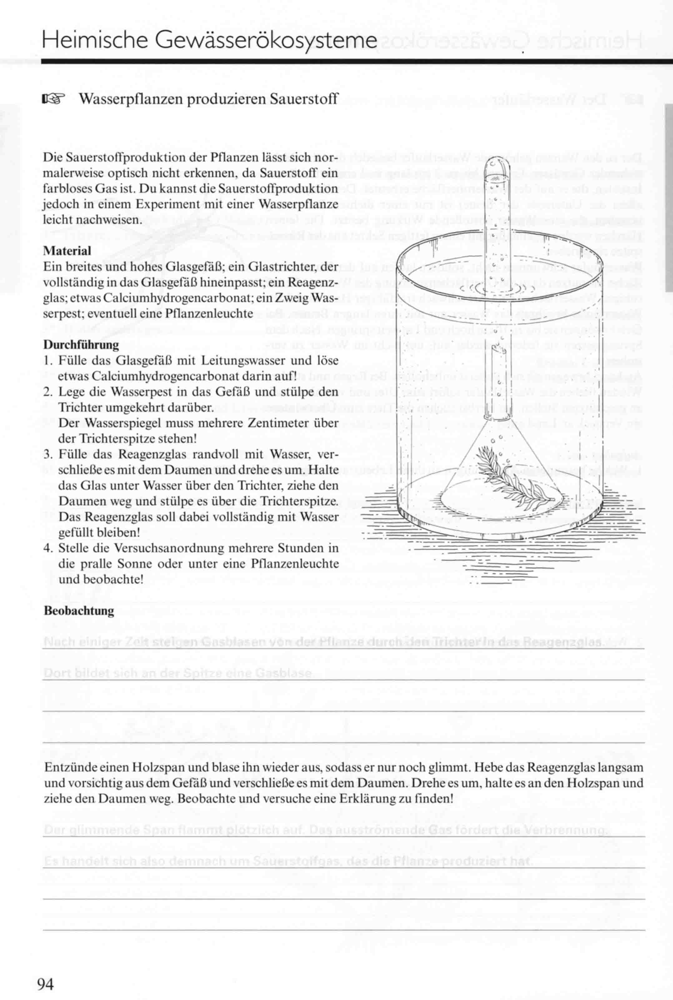 Heimische Gewässerökosysteme
Wasserpflanzen produzieren Sauerstoff
Die Sauerstoffproduktion der Pflanzen lässt sich nor-
malerweise optisch nicht erkennen, da Sauerstoff ein
farbloses Gas ist. Du kannst die Sauerstoffproduktion
jedoch in einem Experiment mit einer Wasserpflanze
leicht nachweisen.
Material
Ein breites und hohes Glasgefäß; ein Glastrichter, der
vollständig in das Glasgefäß hineinpasst; ein Reagenz-
glas; etwas Calciumhydrogencarbonat; ein Zweig Was-
serpest; eventuell eine Pflanzenleuchte
Durchführung
1. Fülle das Glasgefäß mit Leitungswasser und löse
etwas Calciumhydrogencarbonat darin auf!
2. Lege die Wasserpest in das Gefäß und stülpe den
Trichter umgekehrt darüber.
Der Wasserspiegel muss mehrere Zentimeter über
der Trichterspitze stehen!
3. Fülle das Reagenzglas randvoll mit Wasser, ver-
schließe es mit dem Daumen und drehe es um. Halte
das Glas unter Wasser über den Trichter, ziehe den
Daumen weg und stülpe es über die Trichterspitze.
Das Reagenzglas soll dabei vollständig mit Wasser
gefüllt bleiben!
4. Stelle die Versuchsanordnung mehrere Stunden in
die pralle Sonne oder unter eine Pflanzenleuchte
und beobachte!
Beobachtung
Nach einiger Zeit steigen Gasblasen von der Pflanze durch den Trichter in das Reagenzglas.
Dort bildet sich an der Spitze eine Gasblase.
Entzünde einen Holzspan und blase ihn wieder aus, sodass er nur noch glimmt. Hebe das Reagenzglas langsam
und vorsichtig aus dem Gefäß und verschließe es mit dem Daumen. Drehe es um, halte es an den Holzspan und
ziehe den Daumen weg. Beobachte und versuche eine Erklärung zu finden!
Der glimmende Span flammt plötzlich auf. Das ausströmende Gas fördert die Verbrennung.
Es handelt sich also demnach um Sauerstoffgas, das die Pflanze produziert hat.
94